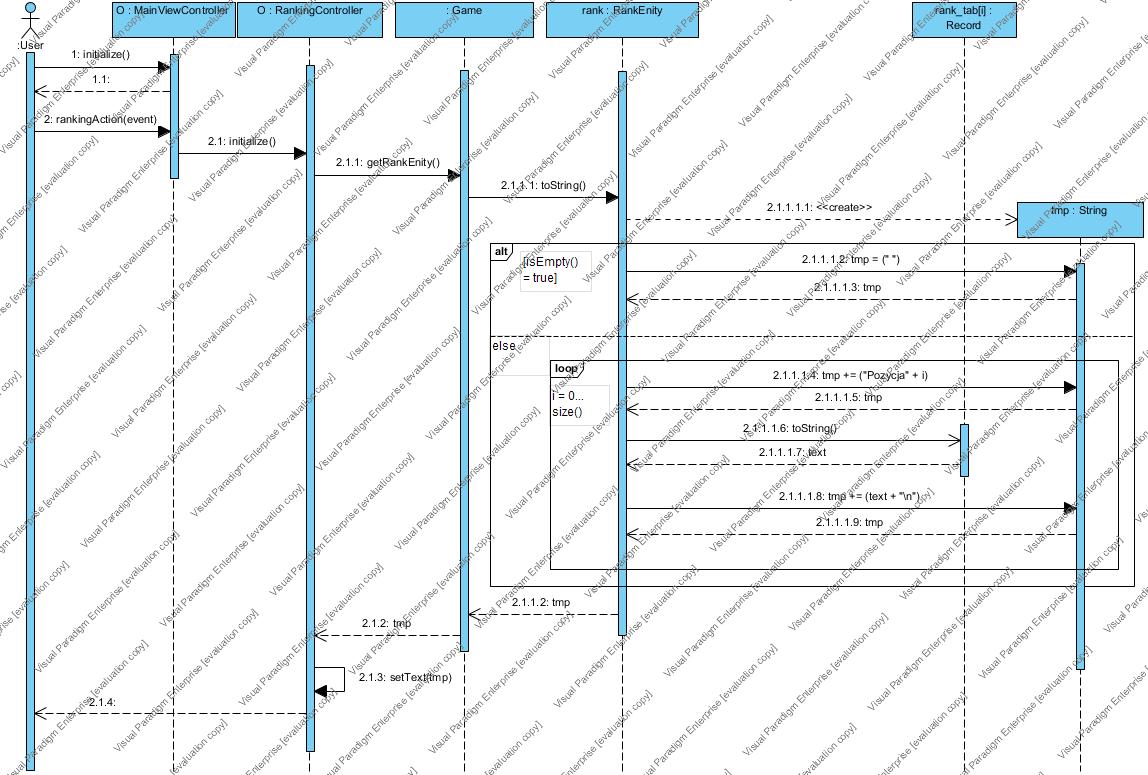 O : MainViewController
O : RankingController
: Game
rank : RankEnity
rank_tab[i] :
Record
:User
1: initialize()
1.1:
2: rankingAction(event)
2.1: initialize()
2.1.1: getRankEnity()
2.1.1.1: toString()
2.1.1.1.1: <<create>>
tmp : String
alt
[isEmpty()
= true]
2.1.1.1.2: tmp = (" ")
2.1.1.1.3: tmp
else
loop
i = 0...
size()
2.1.1.1.4: tmp += ("Pozycja" + i)
2.1.1.1.5: tmp
2.1.1.1.6: toString()
2.1.1.1.7: text
2.1.1.1.8: tmp += (text + "\n")
2.1.1.1.9: tmp
2.1.1.2: tmp
2.1.2: tmp
2.1.3: setText(tmp)
2.1.4:
Visual Paradigm Enterprise [evaluation copy]